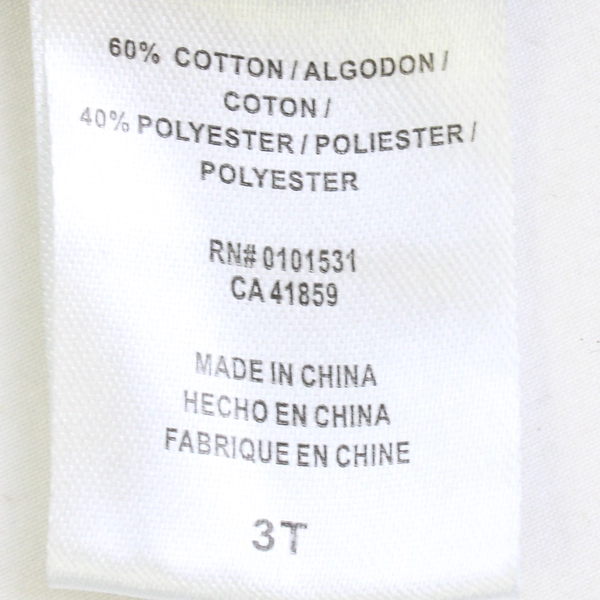 60% COTTON / ALGODON /
COTON /
40% POLYESTER / POLIESTER /
POLYESTER
RN# 0101531
CA 41859
MADE IN CHINA
HECHO EN CHINA
FABRIQUE EN CHINE
3T